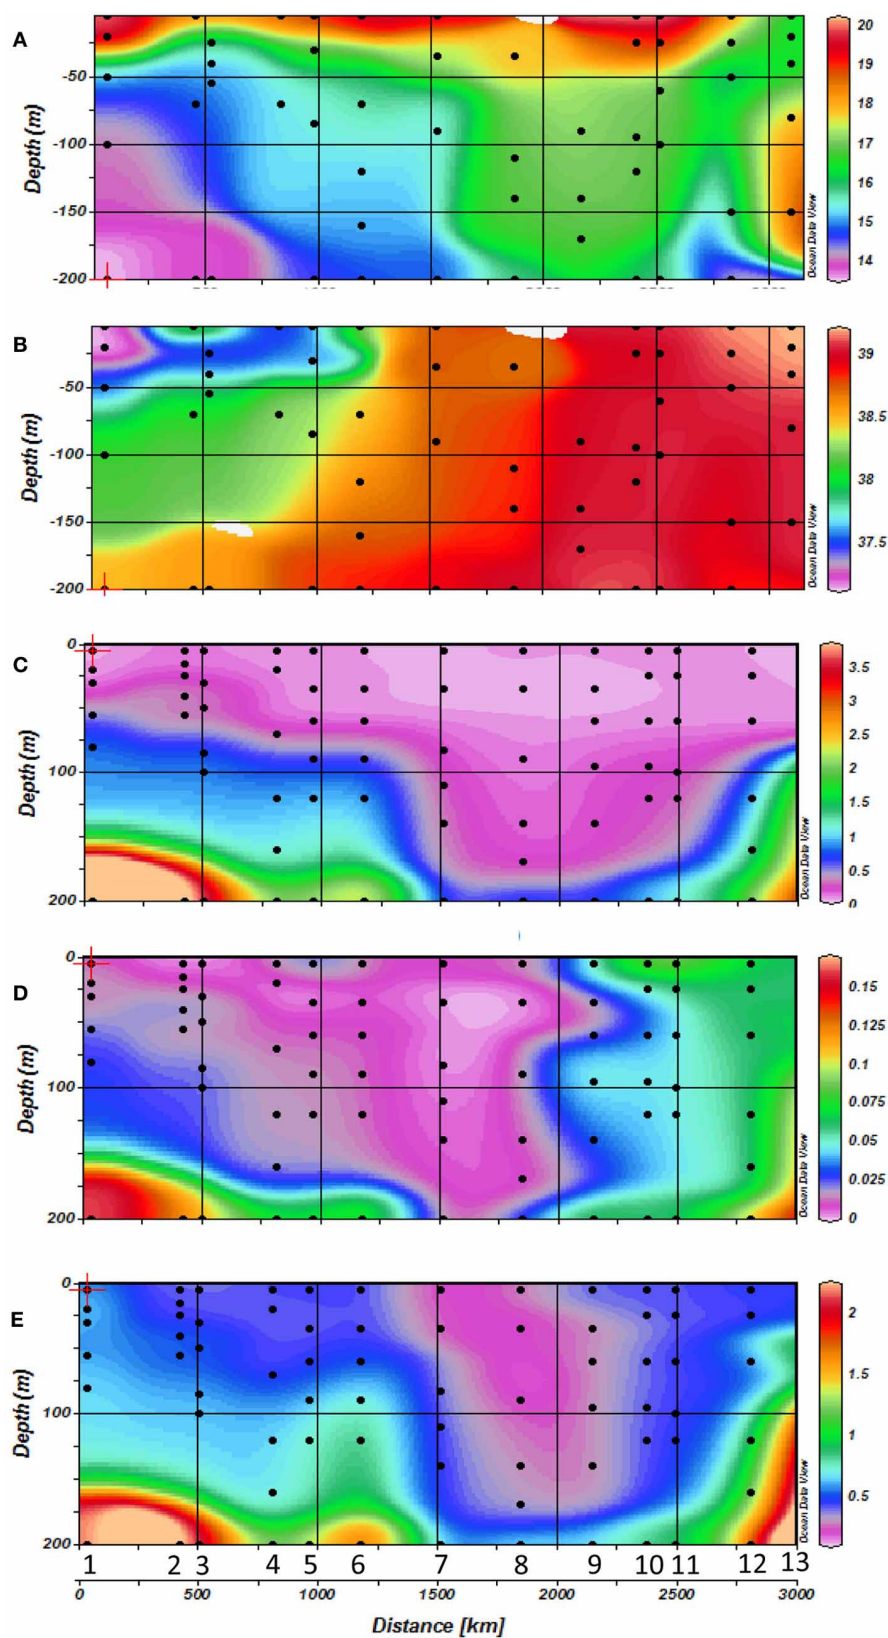 A
Depth (m)
-50
-100
-150
-200
Ocean Data View
20
19
18
17
16
15
14
B
Depth (m)
-50
-100
-150
-200
Ocean Data View
39
38.5
38
37.5
C
Depth (m)
0
100
200
Ocean Data View
3.5
3
2.5
2
1.5
1
0.5
0
D
Depth (m)
0
100
200
Ocean Data View
0.15
0.125
0.1
0.075
0.05
0.025
0
E
Depth (m)
0
100
200
Ocean Data View
2
1.5
1
0.5
1 2 3 4 5 6 7 8 9 10 11 12 13
0 500 1000 1500 2000 2500 3000
Distance [km]